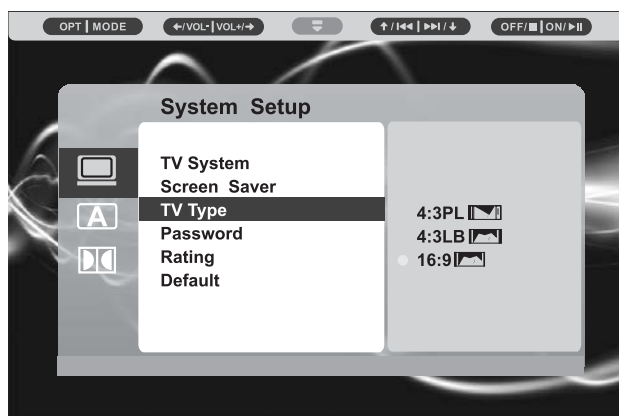 OPT | MODE ←/VOL- | VOL+/→ ↑/I◄◄ | ►►I/↓ OFF/■ | ON/►II
System Setup
TV System
Screen Saver
TV Type
Password
Rating
Default
4:3PL
4:3LB
16:9
A